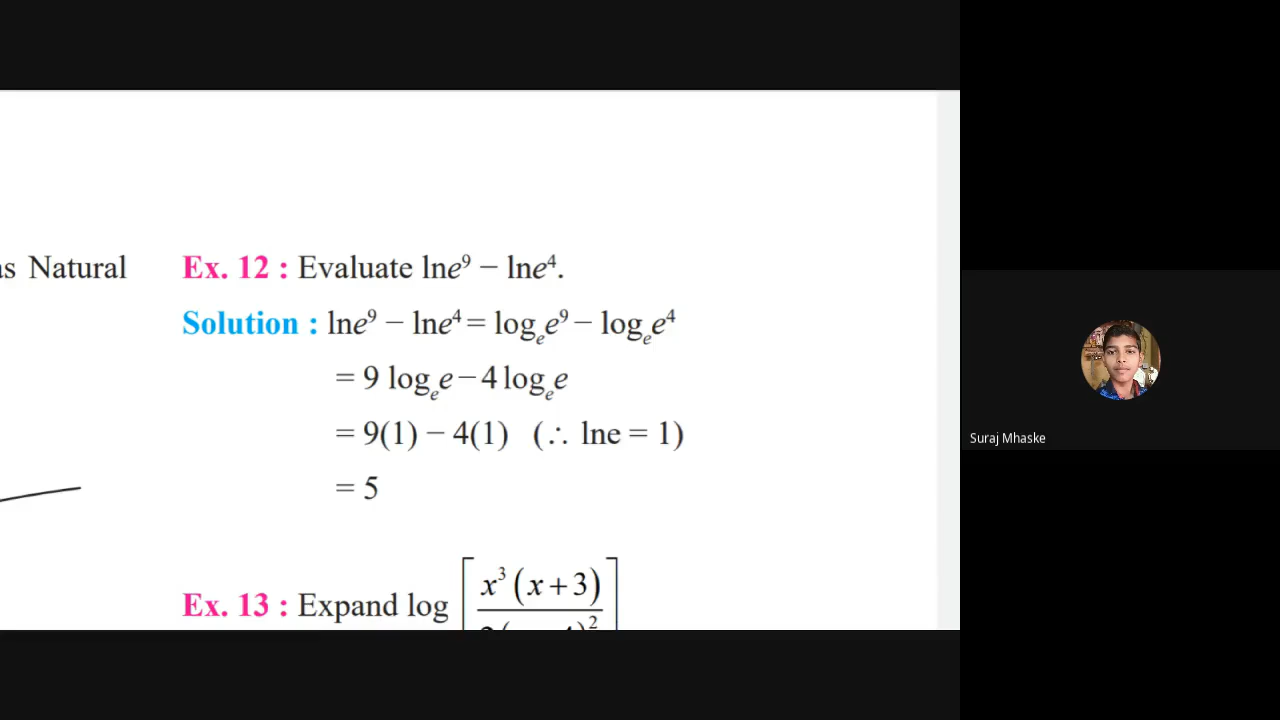 as Natural
Ex. 12 : Evaluate lne⁹ − lne⁴.
Solution : lne⁹ − lne⁴ = logₑe⁹ − logₑe⁴
= 9 logₑe − 4 logₑe
= 9(1) − 4(1) (∴ lne = 1)
= 5
Ex. 13 : Expand log [x³(x+3)
Suraj Mhaske